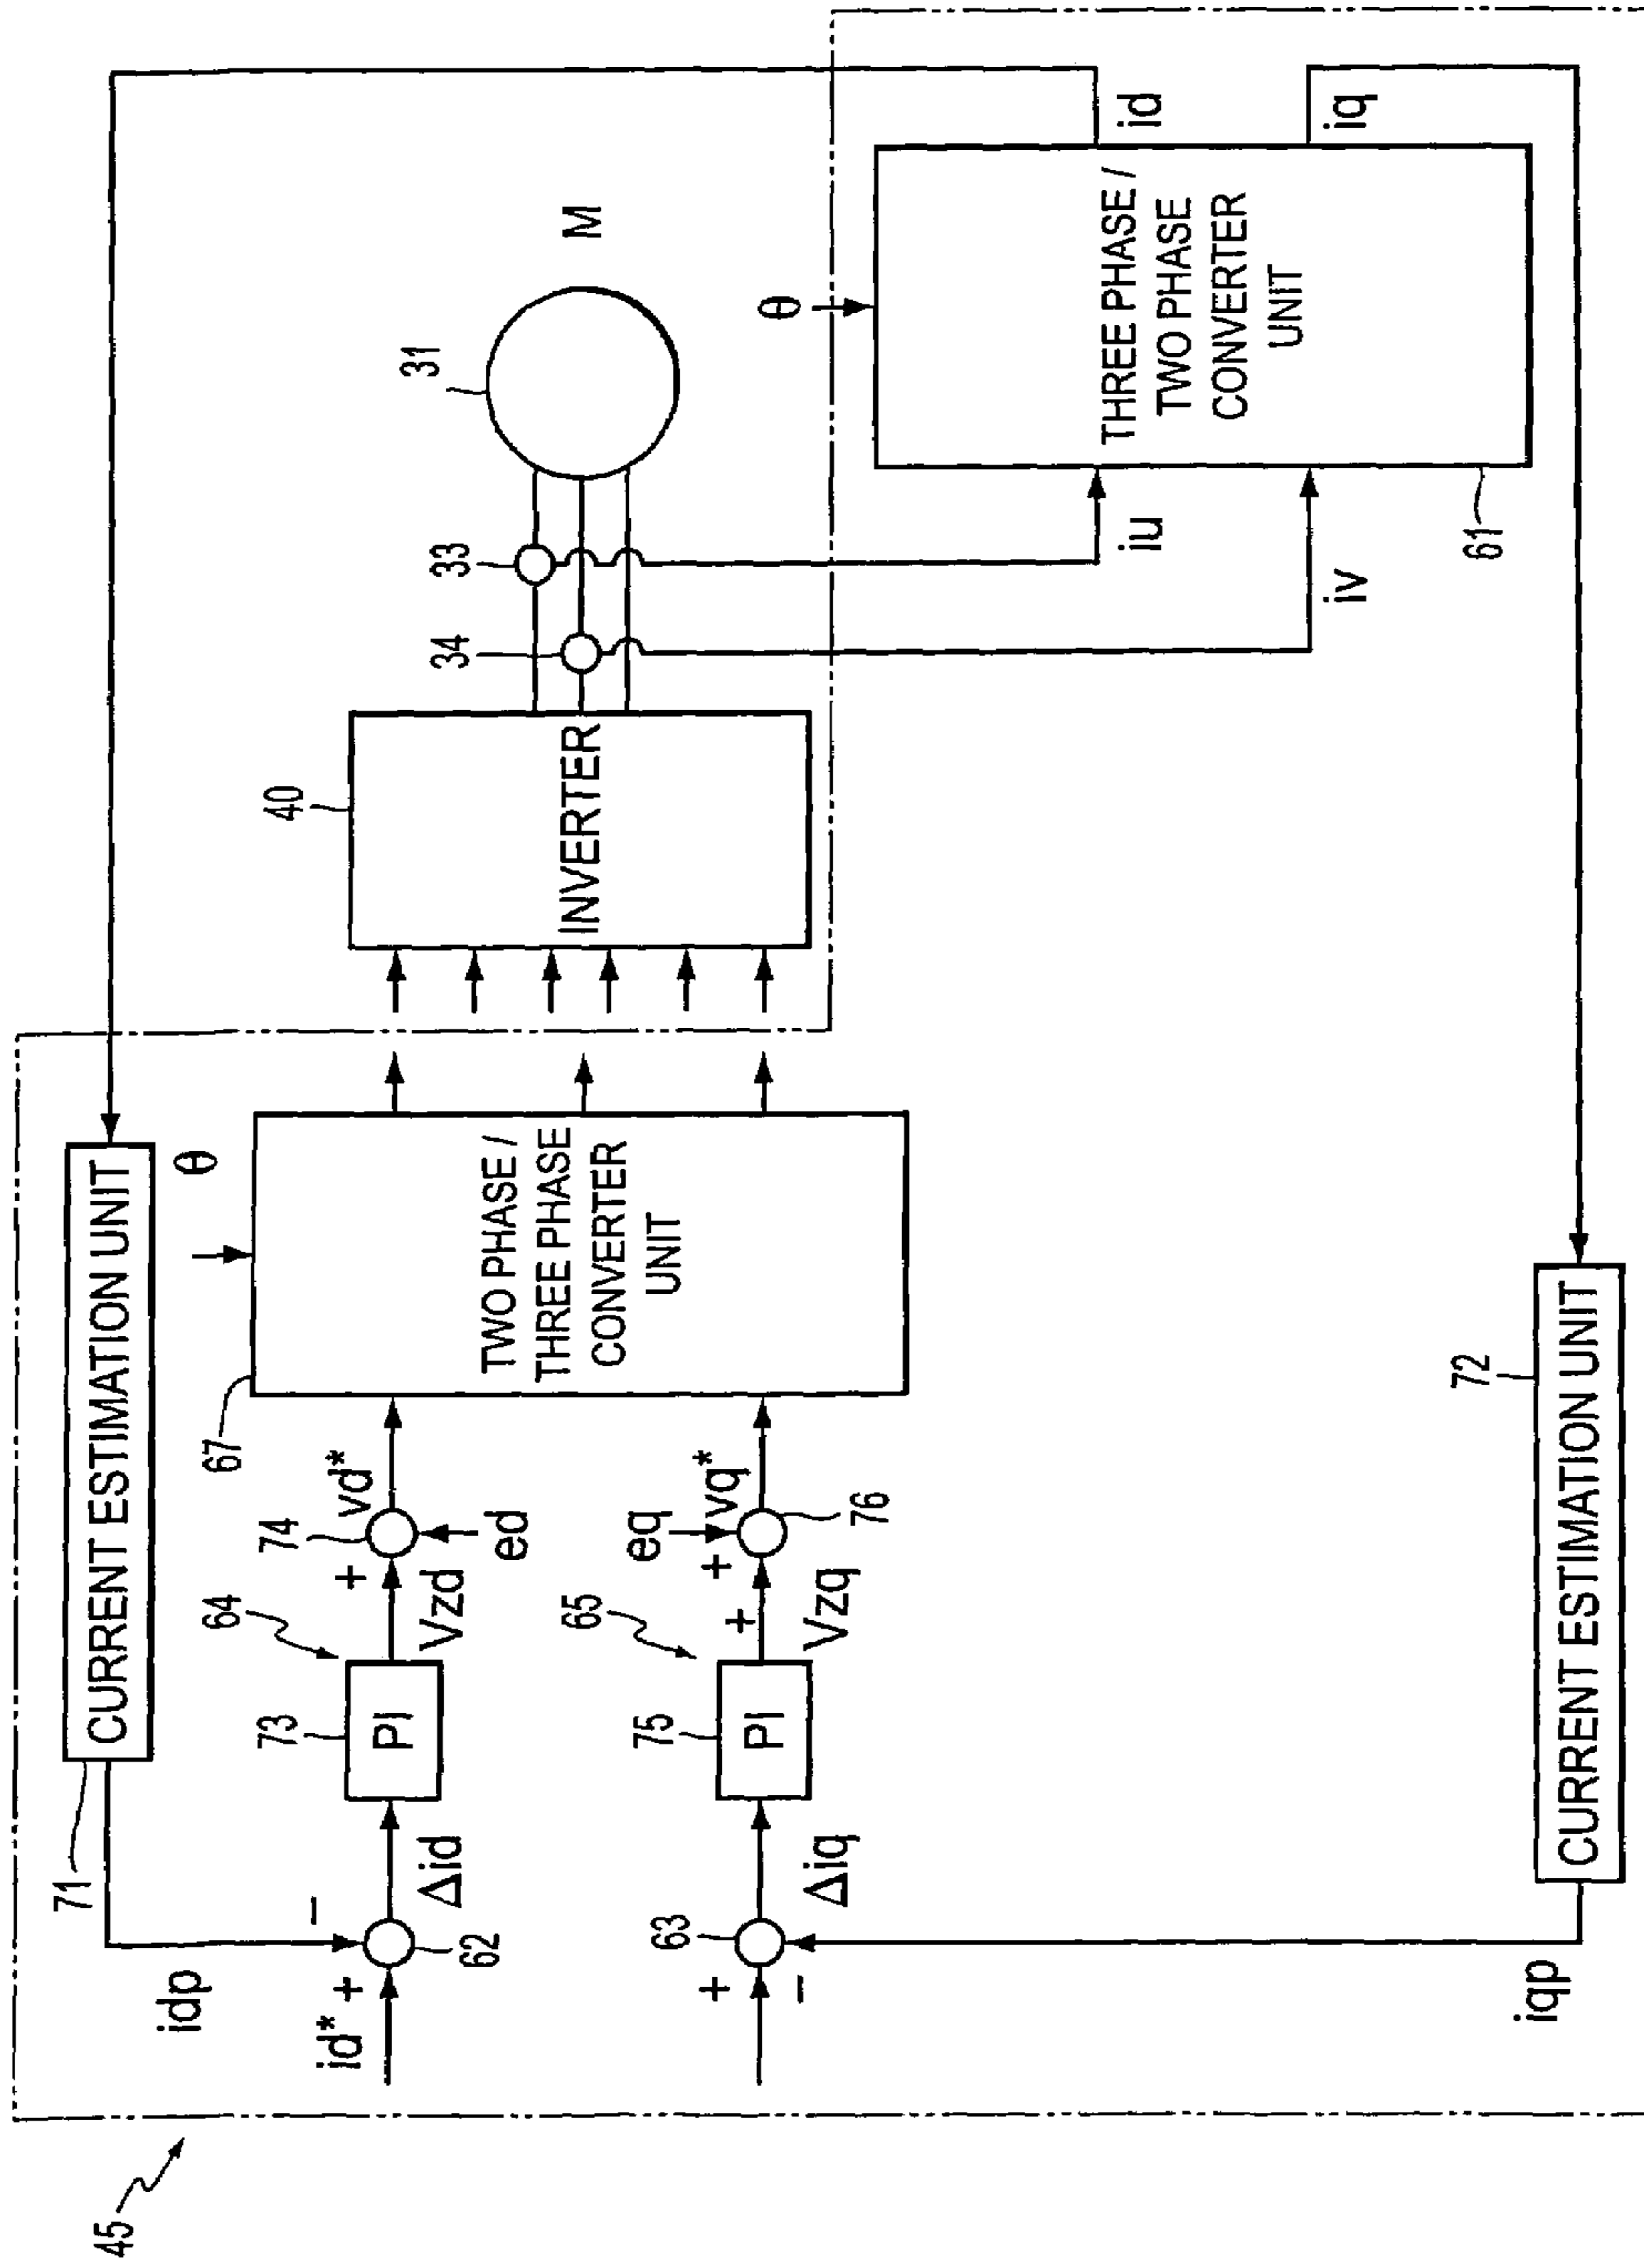 45
71
CURRENT ESTIMATION UNIT
idp
−
id*
+
62
Δid
73
PI
64
Vzd
+
74
vd*
ed
67
θ
TWO PHASE /
THREE PHASE
CONVERTER
UNIT
40
INVERTER
34
33
31
M
+
−
63
Δiq
75
PI
65
Vzq
+
+
eq
vq*
76
iu
iv
θ
THREE PHASE /
TWO PHASE
CONVERTER
UNIT
61
id
iq
iqp
72
CURRENT ESTIMATION UNIT